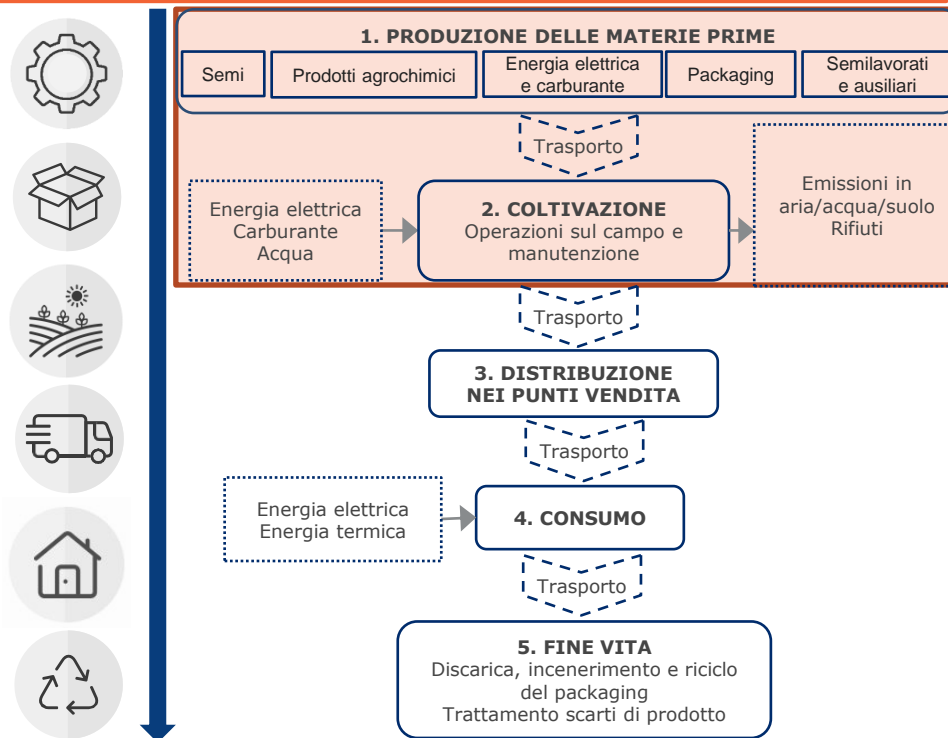 1. PRODUZIONE DELLE MATERIE PRIME
Semi
Prodotti agrochimici
Energia elettrica
e carburante
Packaging
Semilavorati
e ausiliari
Trasporto
Energia elettrica
Carburante
Acqua
2. COLTIVAZIONE
Operazioni sul campo e
manutenzione
Emissioni in
aria/acqua/suolo
Rifiuti
Trasporto
3. DISTRIBUZIONE
NEI PUNTI VENDITA
Trasporto
Energia elettrica
Energia termica
4. CONSUMO
Trasporto
5. FINE VITA
Discarica, incenerimento e riciclo
del packaging
Trattamento scarti di prodotto